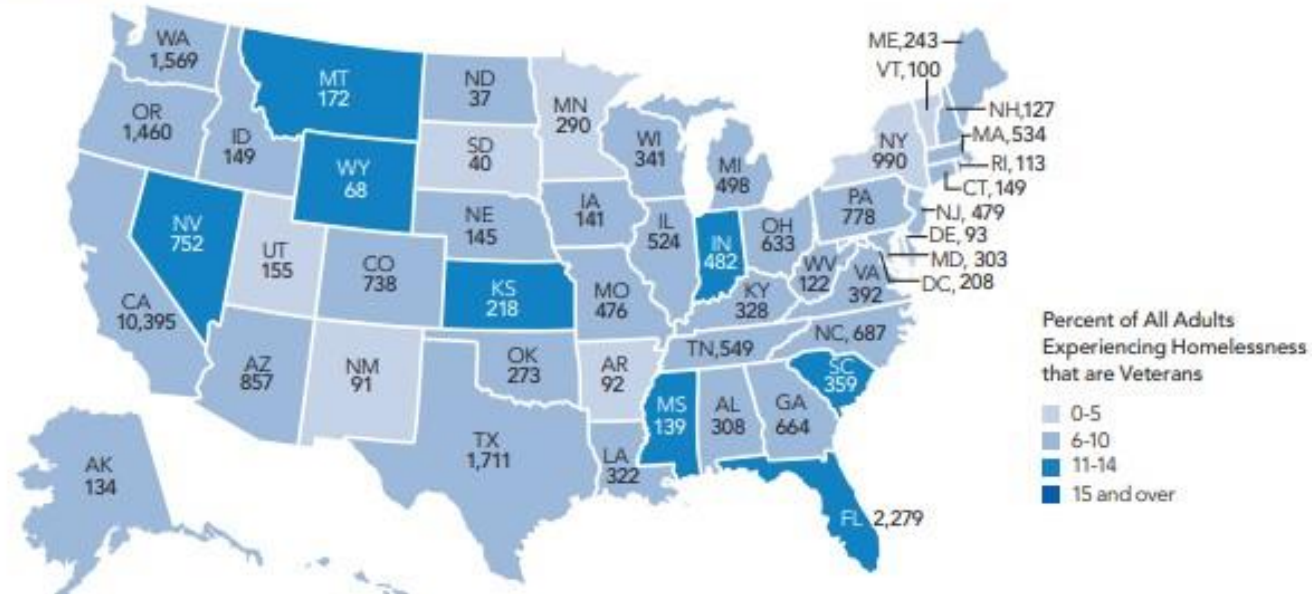 WA
1,569
OR
1,460
ID
149
MT
172
WY
68
NV
752
UT
155
CA
10,395
AZ
857
CO
738
NM
91
ND
37
SD
40
NE
145
KS
218
OK
273
TX
1,711
MN
290
IA
141
MO
476
AR
92
LA
322
WI
341
IL
524
MI
498
IN
482
OH
633
KY
328
TN,549
MS
139
AL
308
GA
664
FL 2,279
SC
359
NC, 687
VA
392
WV
122
PA
778
NY
990
ME,243
VT,100
NH,127
MA,534
RI, 113
CT,149
NJ, 479
DE, 93
MD, 303
DC, 208
AK
134
Percent of All Adults
Experiencing Homelessness
that are Veterans
0-5
6-10
11-14
15 and over